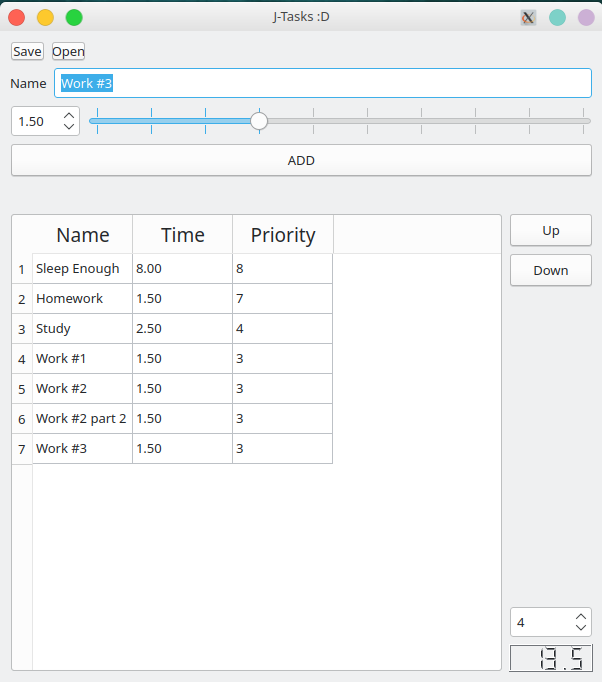 J-Tasks :D
Save Open
Name Work #3
1.50
ADD
Name Time Priority
1 Sleep Enough 8.00 8
2 Homework 1.50 7
3 Study 2.50 4
4 Work #1 1.50 3
5 Work #2 1.50 3
6 Work #2 part 2 1.50 3
7 Work #3 1.50 3
Up
Down
4
13.5